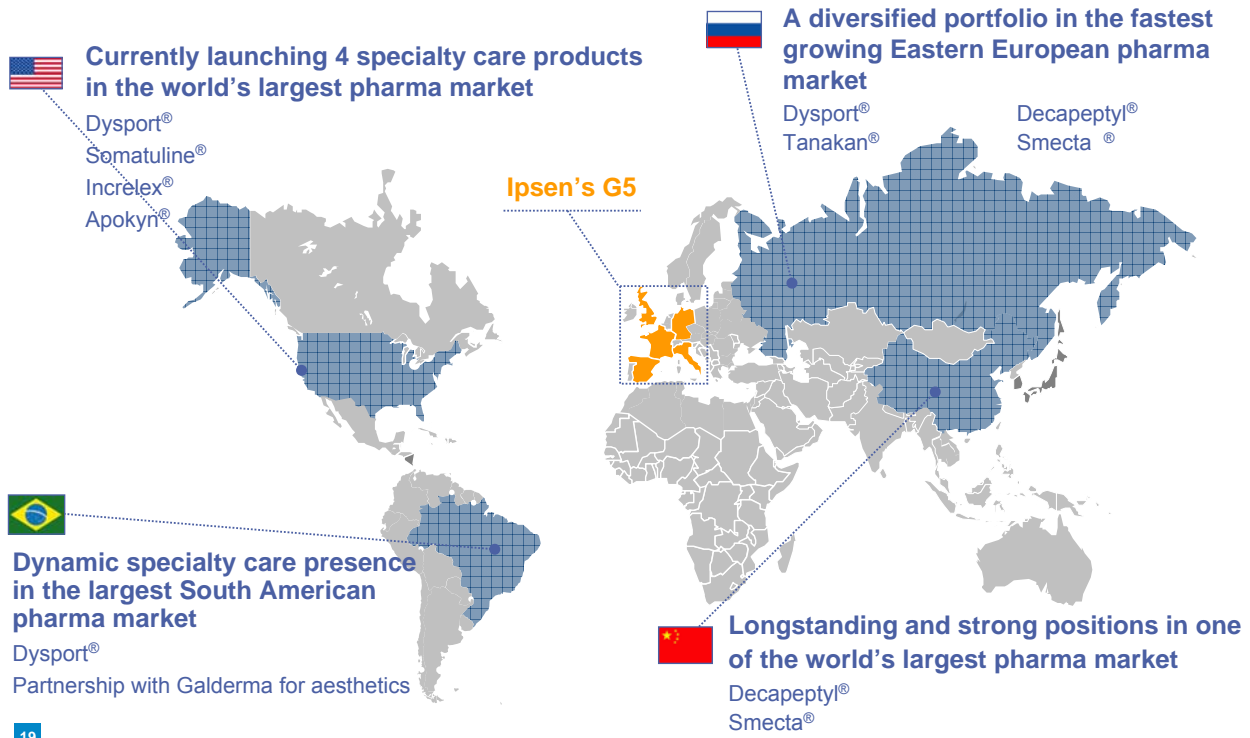 Currently launching 4 specialty care products
in the world's largest pharma market
Dysport®
Somatuline®
Increlex®
Apokyn®
A diversified portfolio in the fastest
growing Eastern European pharma
market
Dysport® Decapeptyl®
Tanakan® Smecta ®
Ipsen's G5
Dynamic specialty care presence
in the largest South American
pharma market
Dysport®
Partnership with Galderma for aesthetics
Longstanding and strong positions in one
of the world's largest pharma market
Decapeptyl®
Smecta®
19